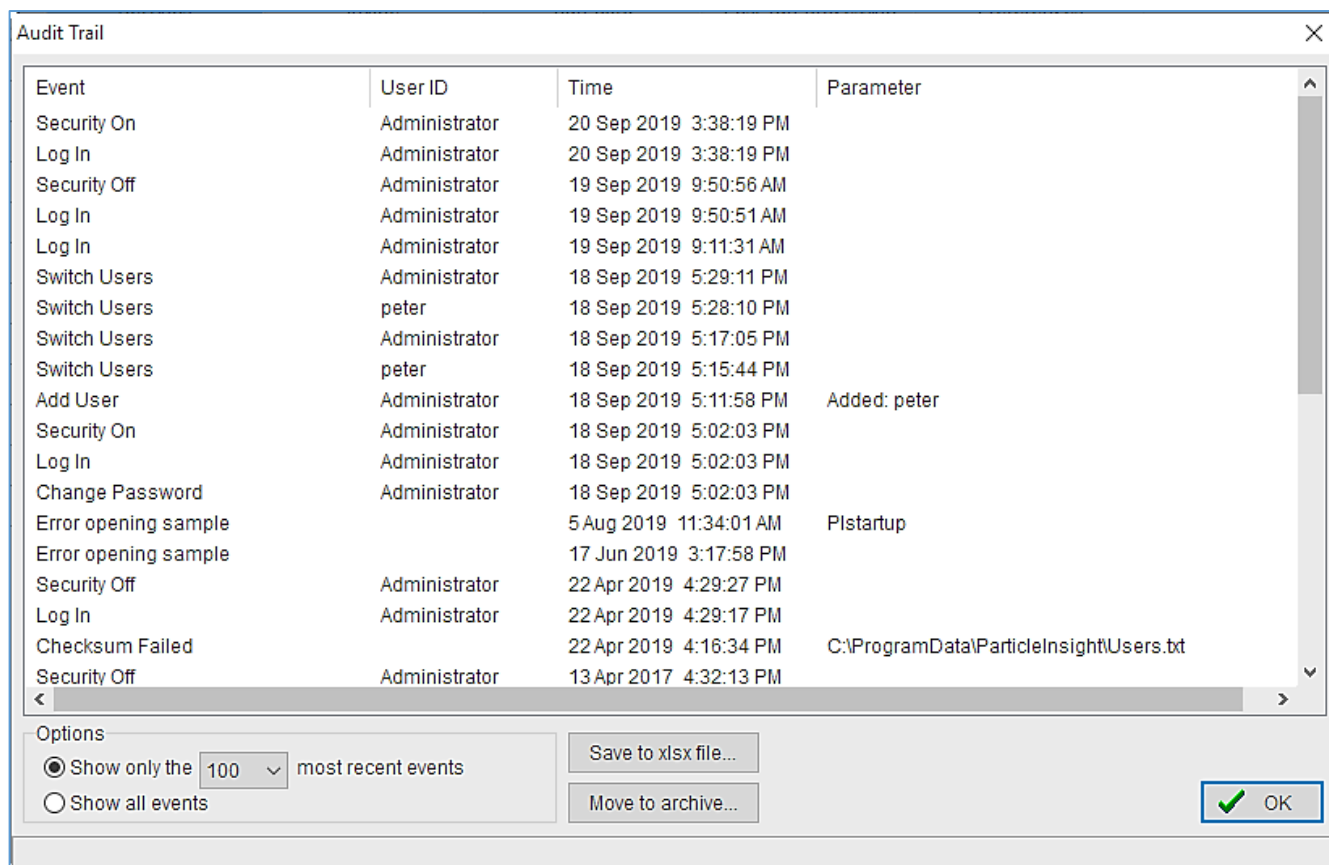 Audit Trail
Event User ID Time Parameter
Security On Administrator 20 Sep 2019 3:38:19 PM
Log In Administrator 20 Sep 2019 3:38:19 PM
Security Off Administrator 19 Sep 2019 9:50:56 AM
Log In Administrator 19 Sep 2019 9:50:51 AM
Log In Administrator 19 Sep 2019 9:11:31 AM
Switch Users Administrator 18 Sep 2019 5:29:11 PM
Switch Users peter 18 Sep 2019 5:28:10 PM
Switch Users Administrator 18 Sep 2019 5:17:05 PM
Switch Users peter 18 Sep 2019 5:15:44 PM
Add User Administrator 18 Sep 2019 5:11:58 PM Added: peter
Security On Administrator 18 Sep 2019 5:02:03 PM
Log In Administrator 18 Sep 2019 5:02:03 PM
Change Password Administrator 18 Sep 2019 5:02:03 PM
Error opening sample 5 Aug 2019 11:34:01 AM PIstartup
Error opening sample 17 Jun 2019 3:17:58 PM
Security Off Administrator 22 Apr 2019 4:29:27 PM
Log In Administrator 22 Apr 2019 4:29:17 PM
Checksum Failed 22 Apr 2019 4:16:34 PM C:\ProgramData\ParticleInsight\Users.txt
Security Off Administrator 13 Apr 2017 4:32:13 PM
Options
Show only the 100 most recent events
Show all events
Save to xlsx file...
Move to archive...
OK